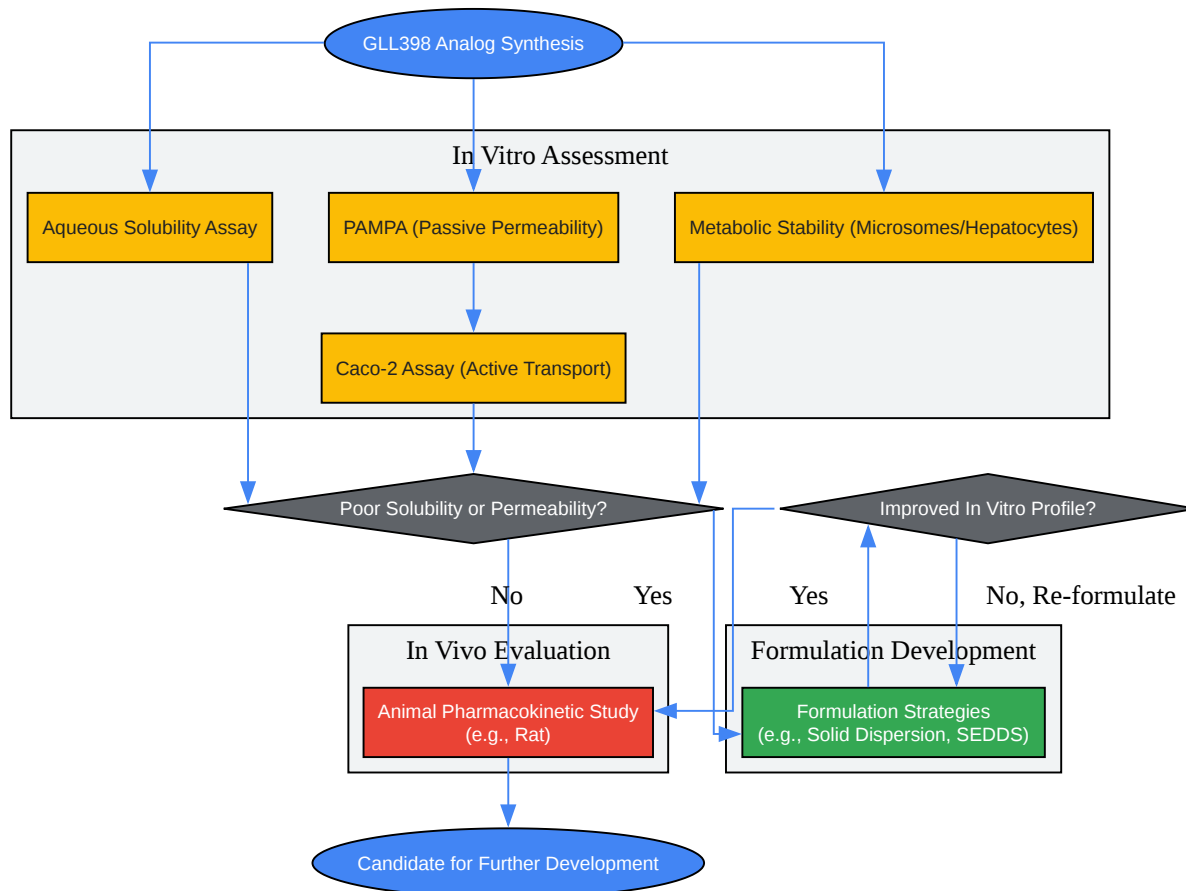 GLL398 Analog Synthesis
In Vitro Assessment
Aqueous Solubility Assay
PAMPA (Passive Permeability)
Metabolic Stability (Microsomes/Hepatocytes)
Caco-2 Assay (Active Transport)
Poor Solubility or Permeability?
Improved In Vitro Profile?
No
Yes
Yes
No, Re-formulate
In Vivo Evaluation
Formulation Development
Animal Pharmacokinetic Study
(e.g., Rat)
Formulation Strategies
(e.g., Solid Dispersion, SEDDS)
Candidate for Further Development